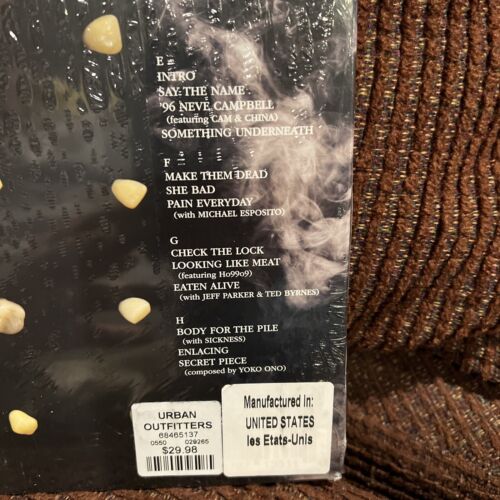 E
INTRO
SAY THE NAME
'96 NEVE CAMPBELL
(featuring CAM & CHINA)
SOMETHING UNDERNEATH
F
MAKE THEM DEAD
SHE BAD
PAIN EVERYDAY
(with MICHAEL ESPOSITO)
G
CHECK THE LOCK
LOOKING LIKE MEAT
(featuring Ho99o9)
EATEN ALIVE
(with JEFF PARKER & TED BYRNES)
H
BODY FOR THE PILE
(with SICKNESS)
ENLACING
SECRET PIECE
(composed by YOKO ONO)
URBAN
OUTFITTERS
68465137
0550 029265
$29.98
Manufactured in:
UNITED STATES
les Etats-Unis